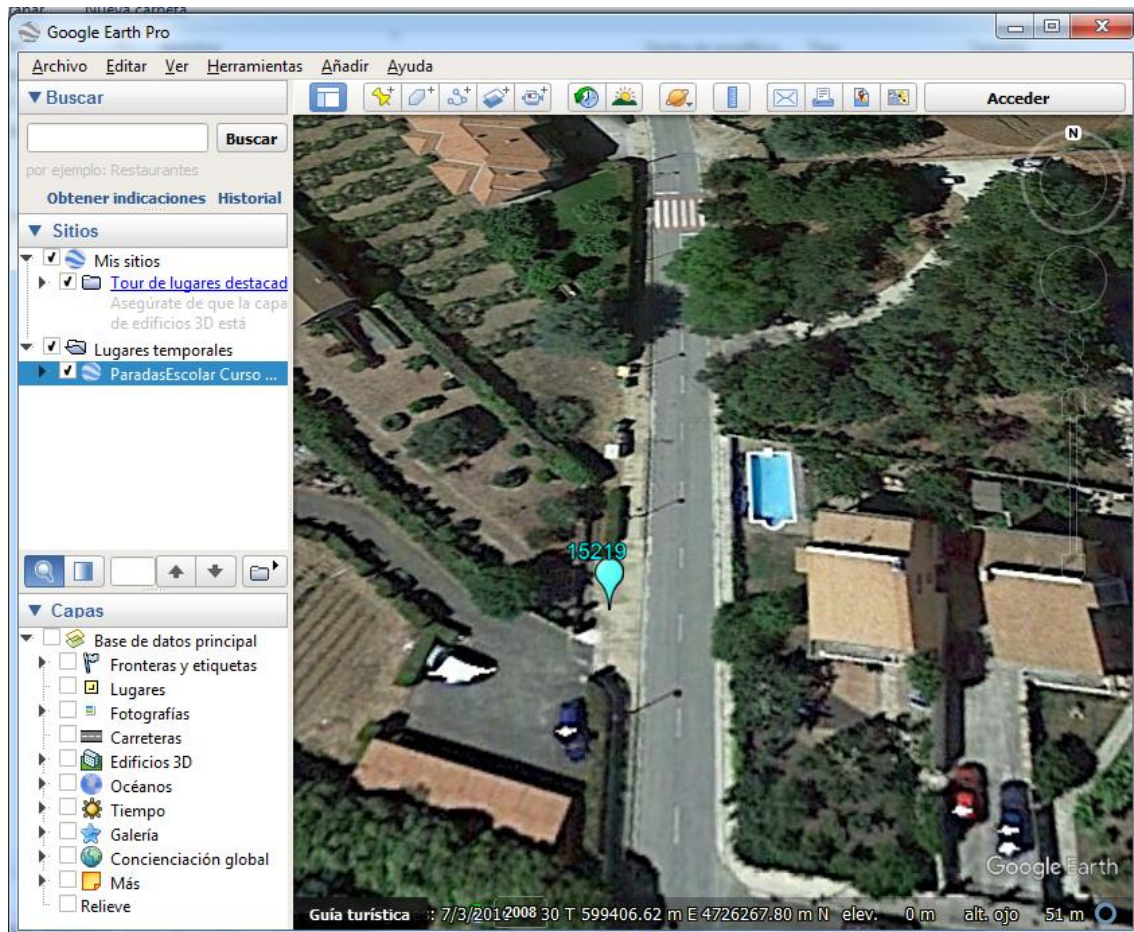 Nueva carpeta
Google Earth Pro
Archivo Editar Ver Herramientas Añadir Ayuda
Buscar
Acceder
Buscar
por ejemplo: Restaurantes
Obtener indicaciones Historial
Sitios
Mis sitios
Tour de lugares destacad
Asegúrate de que la capa
de edificios 3D está
Lugares temporales
ParadasEscolar Curso ...
Capas
Base de datos principal
Fronteras y etiquetas
Lugares
Fotografías
Carreteras
Edificios 3D
Océanos
Tiempo
Galería
Concienciación global
Más
Relieve
N
15219
Google Earth
Guía turística 2008 30 T 599406.62 m E 4726267.80 m N elev. 0 m alt. ojo 51 m